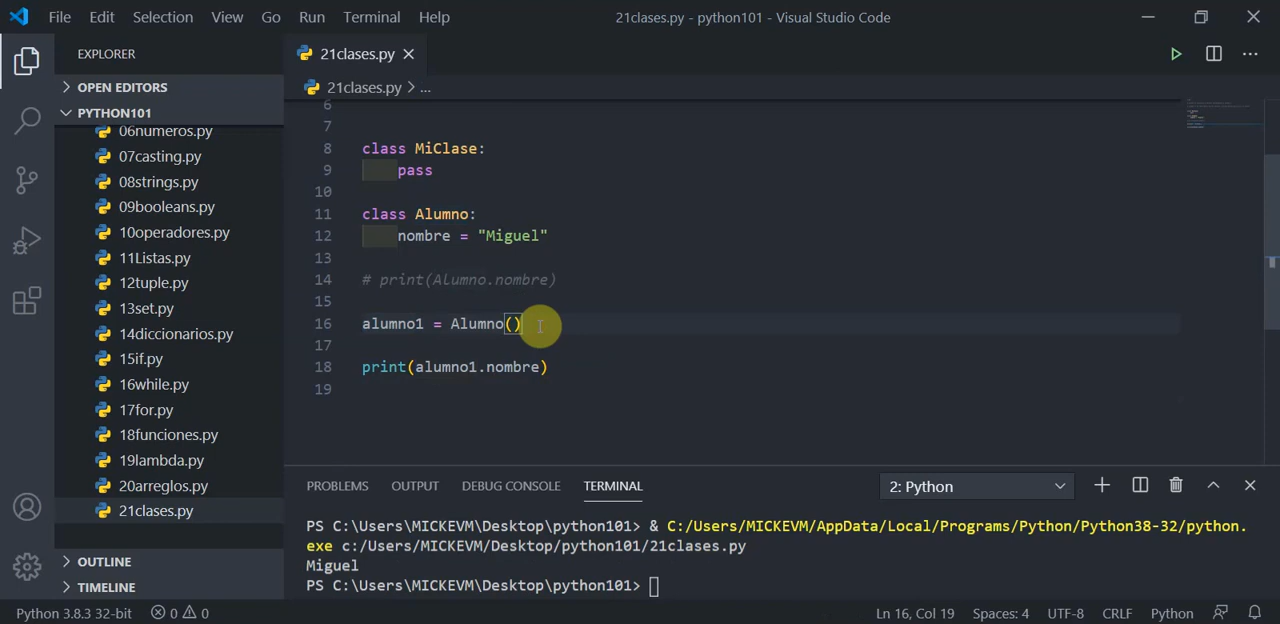 File Edit Selection View Go Run Terminal Help 21clases.py - python101 - Visual Studio Code
EXPLORER
21clases.py
OPEN EDITORS
21clases.py > ...
PYTHON101
06numeros.py
07casting.py
08strings.py
09booleans.py
10operadores.py
11Listas.py
12tuple.py
13set.py
14diccionarios.py
15if.py
16while.py
17for.py
18funciones.py
19lambda.py
20arreglos.py
21clases.py
OUTLINE
TIMELINE
6
7
8 class MiClase:
9 pass
10
11 class Alumno:
12 nombre = "Miguel"
13
14 # print(Alumno.nombre)
15
16 alumno1 = Alumno()
17
18 print(alumno1.nombre)
19
PROBLEMS OUTPUT DEBUG CONSOLE TERMINAL 2: Python
PS C:\Users\MICKEVM\Desktop\python101> & C:/Users/MICKEVM/AppData/Local/Programs/Python/Python38-32/python.
exe c:/Users/MICKEVM/Desktop/python101/21clases.py
Miguel
PS C:\Users\MICKEVM\Desktop\python101>
Python 3.8.3 32-bit 0 0 Ln 16, Col 19 Spaces: 4 UTF-8 CRLF Python